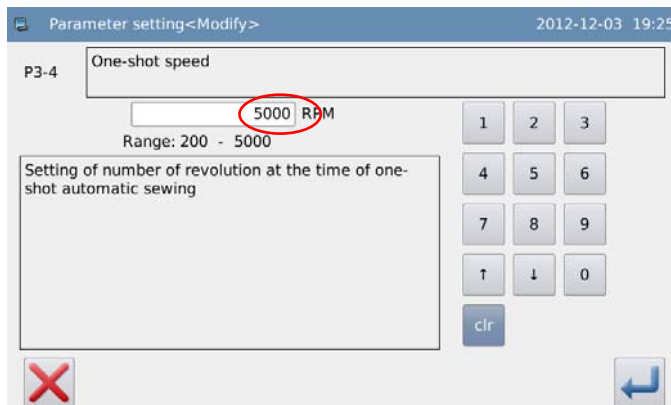 Parameter setting<Modify>
2012-12-03 19:25
P3-4
One-shot speed
5000 RPM
Range: 200 - 5000
Setting of number of revolution at the time of one-
shot automatic sewing
1 2 3
4 5 6
7 8 9
↑ ↓ 0
clr